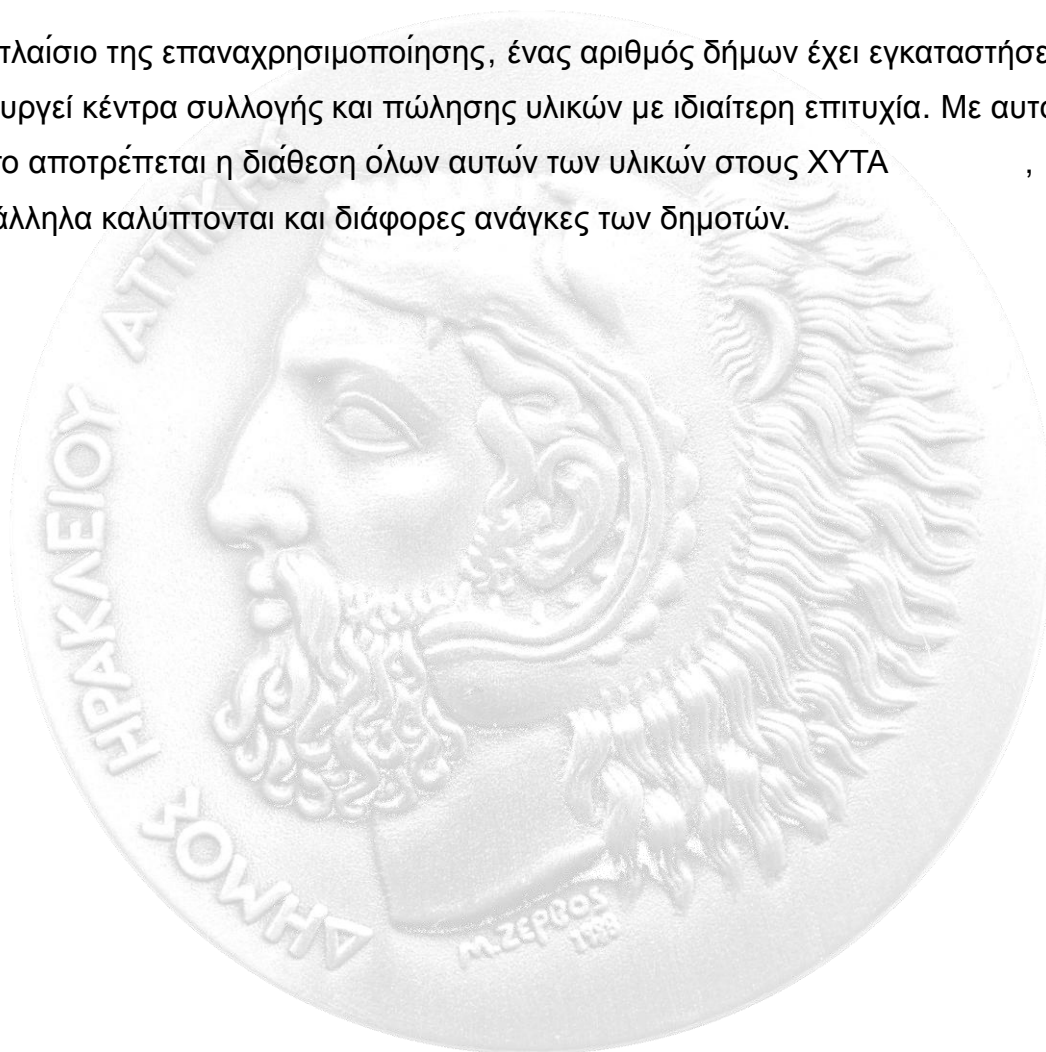 πλαίσιο της επαναχρησιμοποίησης, ένας αριθμός δήμων έχει εγκαταστήσε
υργεί κέντρα συλλογής και πώλησης υλικών με ιδιαίτερη επιτυχία. Με αυτό
το αποτρέπεται η διάθεση όλων αυτών των υλικών στους ΧΥΤΑ ,
άλληλα καλύπτονται και διάφορες ανάγκες των δημοτών.
ΔΗΜΟΣ ΗΡΑΚΛΕΙΟΥ ΑΤΤΙΚΗΣ
Μ. ΖΕΡΒΟΣ
1993